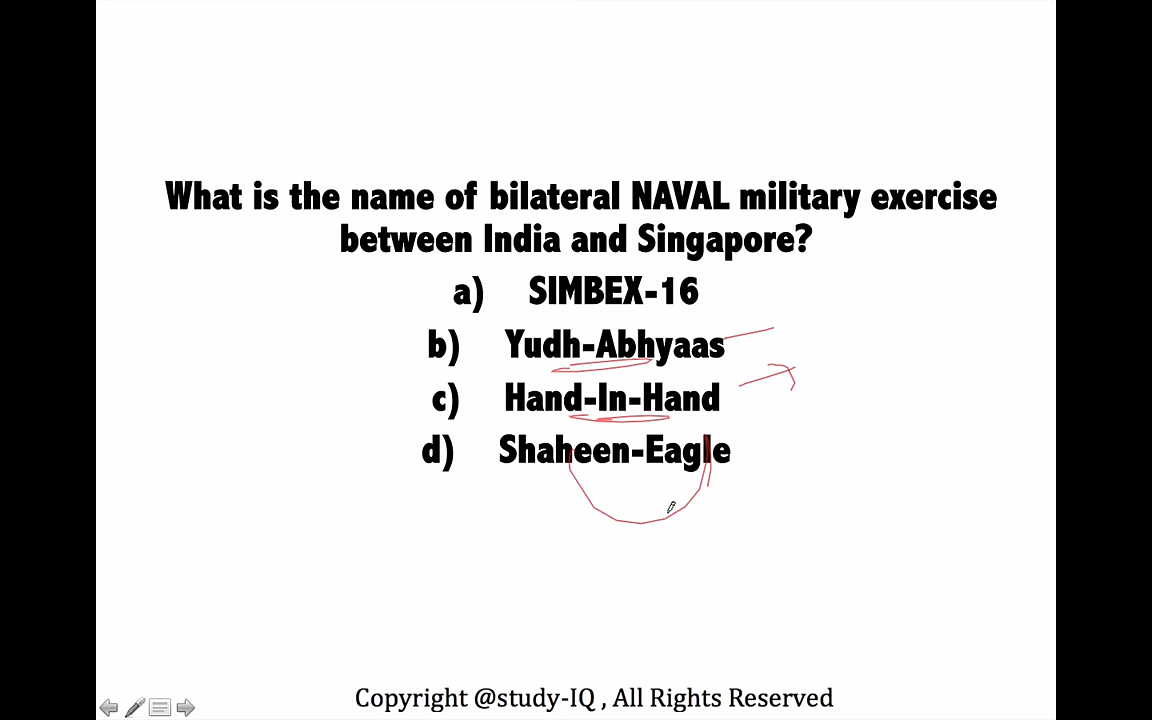 What is the name of bilateral NAVAL military exercise
between India and Singapore?
a) SIMBEX-16
b) Yudh-Abhyaas
c) Hand-In-Hand
d) Shaheen-Eagle
Copyright @study-IQ , All Rights Reserved